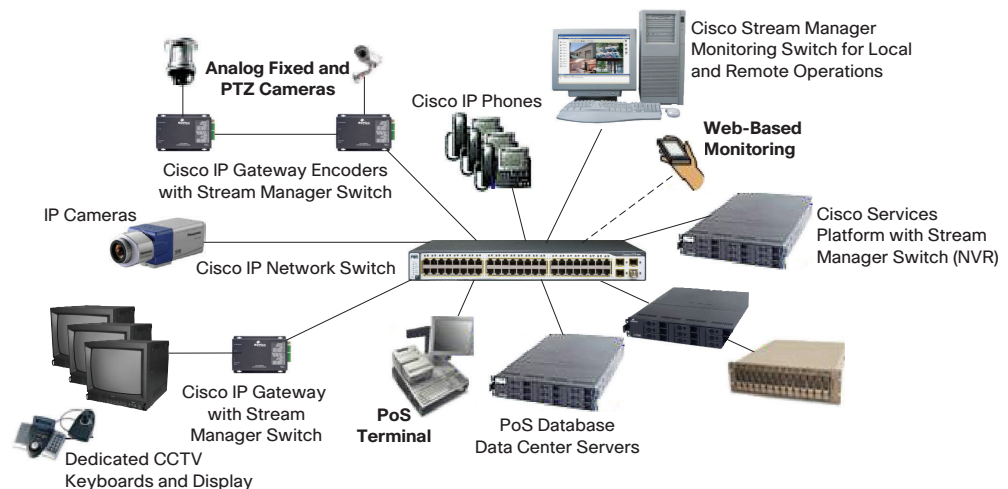 Cisco Stream Manager
Monitoring Switch for Local
and Remote Operations
Analog Fixed and
PTZ Cameras
Cisco IP Phones
Web-Based
Monitoring
Cisco IP Gateway Encoders
with Stream Manager Switch
IP Cameras
Cisco Services
Platform with Stream
Manager Switch (NVR)
Cisco IP Network Switch
Cisco IP Gateway
with Stream
Manager Switch
PoS
Terminal
PoS Database
Data Center Servers
Dedicated CCTV
Keyboards and Display